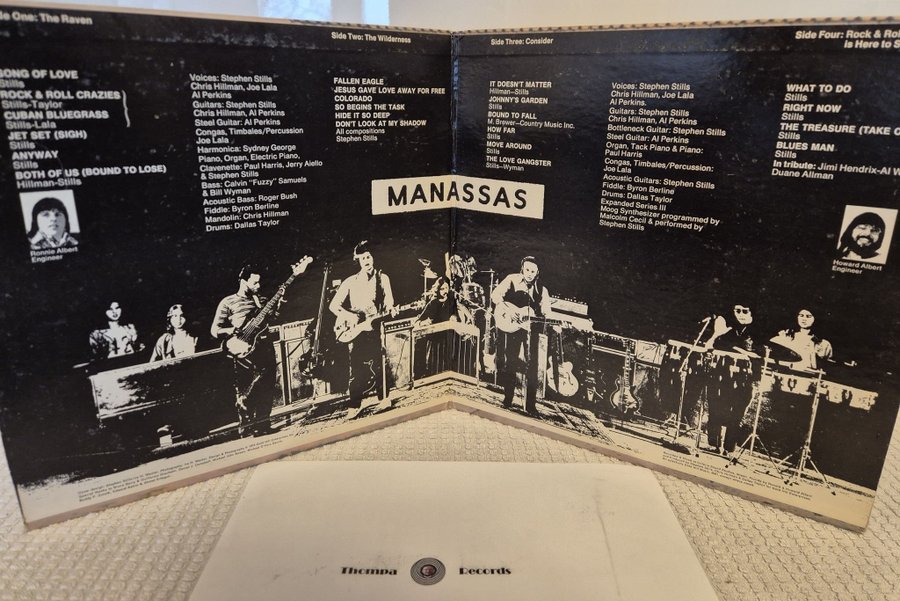 de One: The Raven
SONG OF LOVE
Stills
ROCK & ROLL CRAZIES
Stills-Taylor
CUBAN BLUEGRASS
Stills-Lala
JET SET (SIGH)
Stills
ANYWAY
Stills
BOTH OF US (BOUND TO LOSE)
Hillman-Stills
Ronnie Albert
Engineer
Voices: Stephen Stills
Chris Hillman, Joe Lala
Al Perkins
Guitars: Stephen Stills
Chris Hillman, Al Perkins
Steel Guitar: Al Perkins
Congas, Timbales/Percussion
Joe Lala
Harmonica: Sydney George
Piano, Organ, Electric Piano,
Clavenette: Paul Harris, Jerry Aiello
& Stephen Stills
Bass: Calvin "Fuzzy" Samuels
& Bill Wyman
Acoustic Bass: Roger Bush
Fiddle: Byron Berline
Mandolin: Chris Hillman
Drums: Dallas Taylor
Side Two: The Wilderness
FALLEN EAGLE
JESUS GAVE LOVE AWAY FOR FREE
COLORADO
SO BEGINS THE TASK
HIDE IT SO DEEP
DON'T LOOK AT MY SHADOW
All compositions
Stephen Stills
MANASSAS
Side Three: Consider
IT DOESN'T MATTER
Hillman-Stills
JOHNNY'S GARDEN
Stills
BOUND TO FALL
M. Brewer-Country Music Inc.
HOW FAR
Stills
MOVE AROUND
Stills
THE LOVE GANGSTER
Stills-Wyman
Voices: Stephen Stills
Chris Hillman, Joe Lala
Al Perkins.
Guitars: Stephen Stills
Chris Hillman, Al Perkins
Bottleneck Guitar: Stephen Stills
Steel Guitar: Al Perkins
Organ, Tack Piano & Piano:
Paul Harris
Congas, Timbales/Percussion:
Joe Lala
Acoustic Guitars: Stephen Stills
Fiddle: Byron Berline
Drums: Dallas Taylor
Expanded Series III
Moog Synthesizer programmed by
Malcolm Cecil & performed by
Stephen Stills
Side Four: Rock & Rol
Is Here to S
WHAT TO DO
Stills
RIGHT NOW
Stills
THE TREASURE (TAKE O
Stills
BLUES MAN
Stills
In tribute: Jimi Hendrix-Al W
Duane Allman
Howard Albert
Engineer
Thompa Records